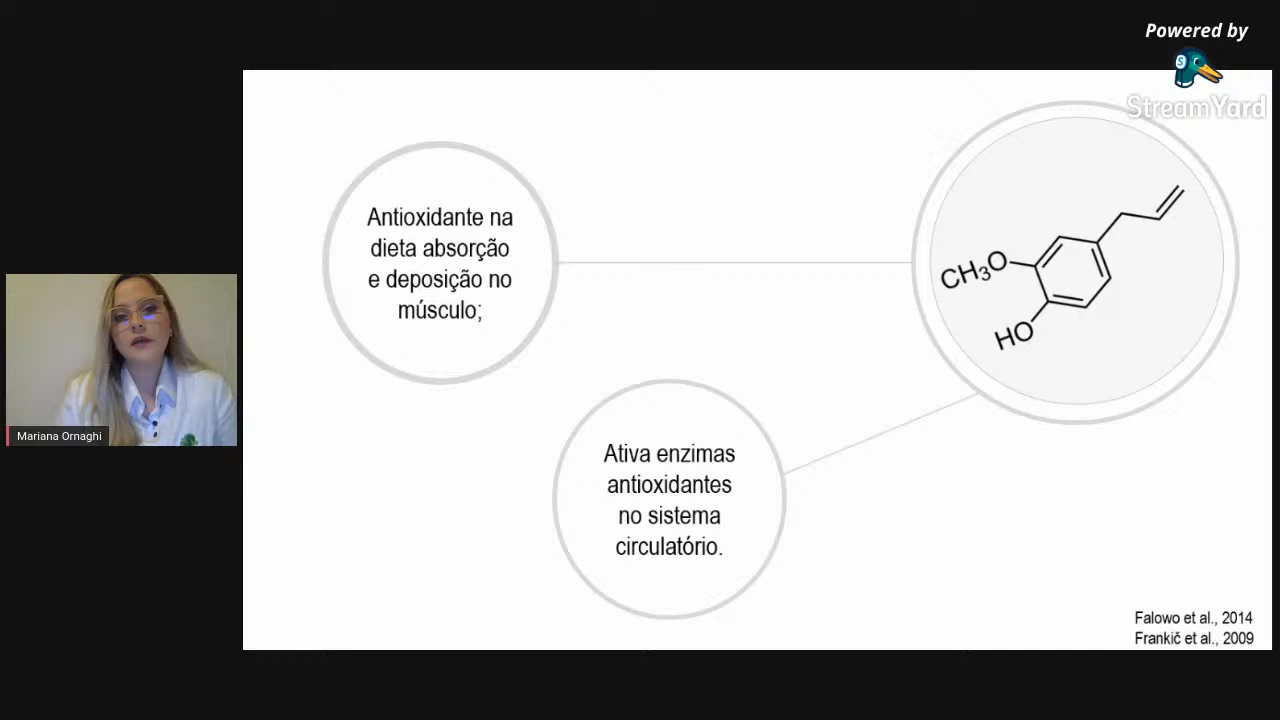 Powered by
StreamYard
Antioxidante na
dieta absorção
e deposição no
músculo;
CH3O
HO
Mariana Ornaghi
Ativa enzimas
antioxidantes
no sistema
circulatório.
Falowo et al., 2014
Frankič et al., 2009